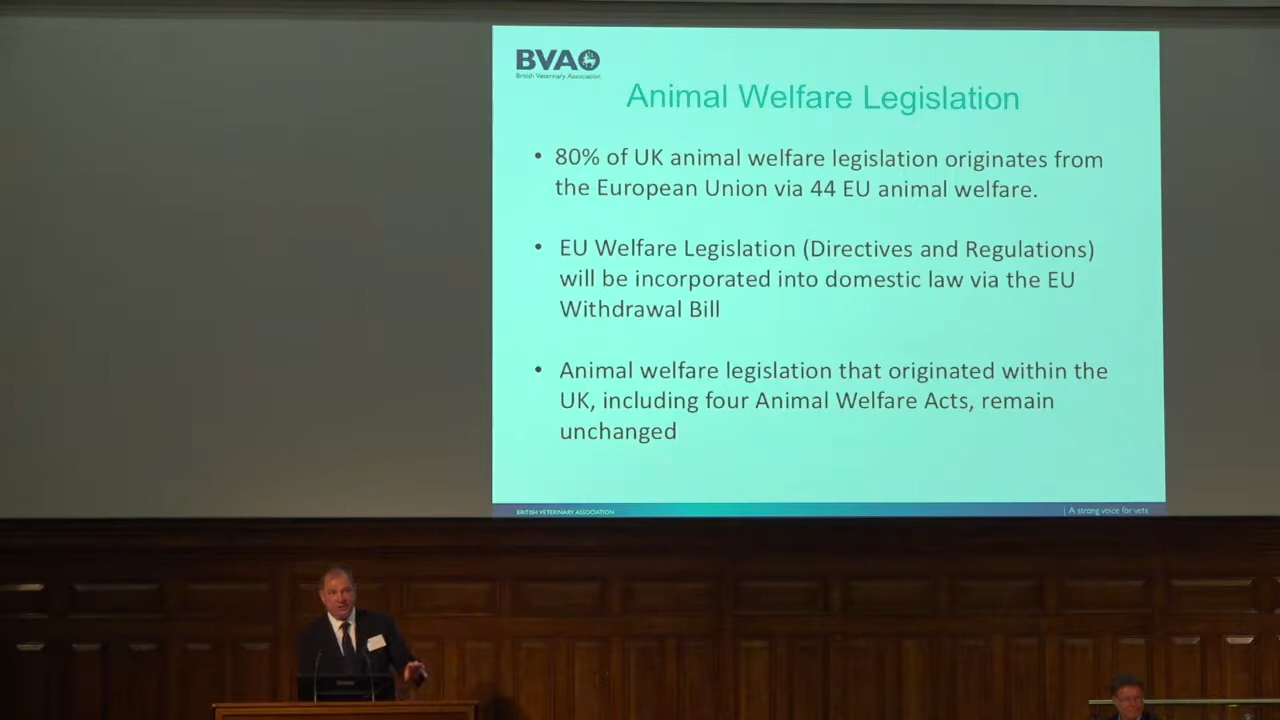 BVA
British Veterinary Association
Animal Welfare Legislation
• 80% of UK animal welfare legislation originates from
the European Union via 44 EU animal welfare.
• EU Welfare Legislation (Directives and Regulations)
will be incorporated into domestic law via the EU
Withdrawal Bill
• Animal welfare legislation that originated within the
UK, including four Animal Welfare Acts, remain
unchanged
BRITISH VETERINARY ASSOCIATION
A strong voice for vets